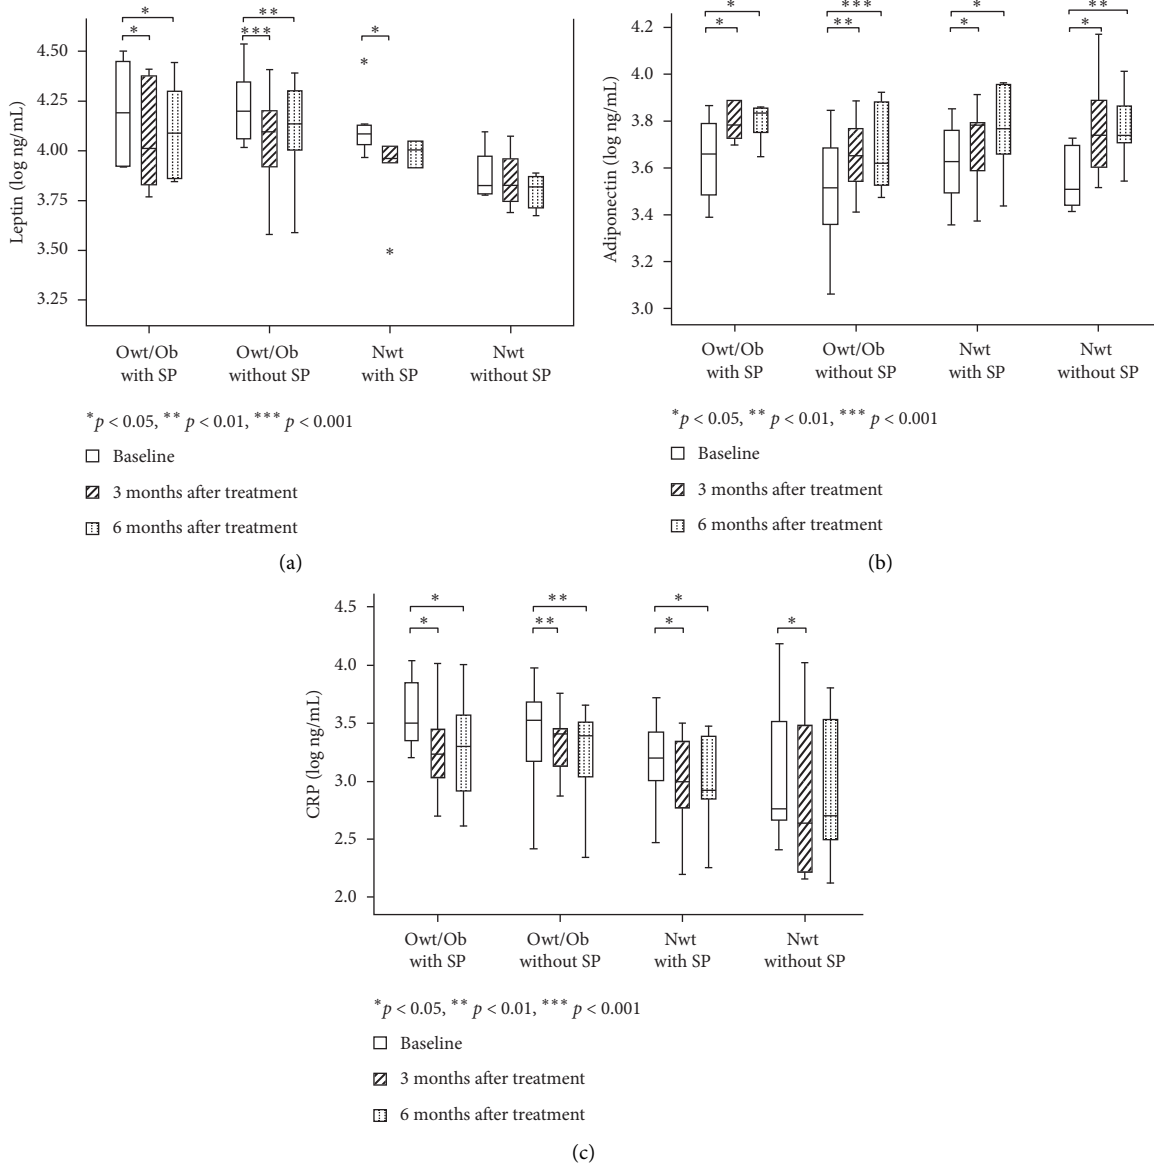 Leptin (log ng/mL)
4.50
4.25
4.00
3.75
3.50
3.25
*
*
**
***
*
*
*
Owt/Ob
with SP
Owt/Ob
without SP
Nwt
with SP
Nwt
without SP
*p < 0.05, ** p < 0.01, *** p < 0.001
Baseline
3 months after treatment
6 months after treatment
(a)
Adiponectin (log ng/mL)
4.2
4.0
3.8
3.6
3.4
3.2
3.0
*
*
***
**
*
*
**
*
Owt/Ob
with SP
Owt/Ob
without SP
Nwt
with SP
Nwt
without SP
*p < 0.05, ** p < 0.01, *** p < 0.001
Baseline
3 months after treatment
6 months after treatment
(b)
CRP (log ng/mL)
4.5
4.0
3.5
3.0
2.5
2.0
*
*
**
**
*
*
*
Owt/Ob
with SP
Owt/Ob
without SP
Nwt
with SP
Nwt
without SP
*p < 0.05, ** p < 0.01, *** p < 0.001
Baseline
3 months after treatment
6 months after treatment
(c)